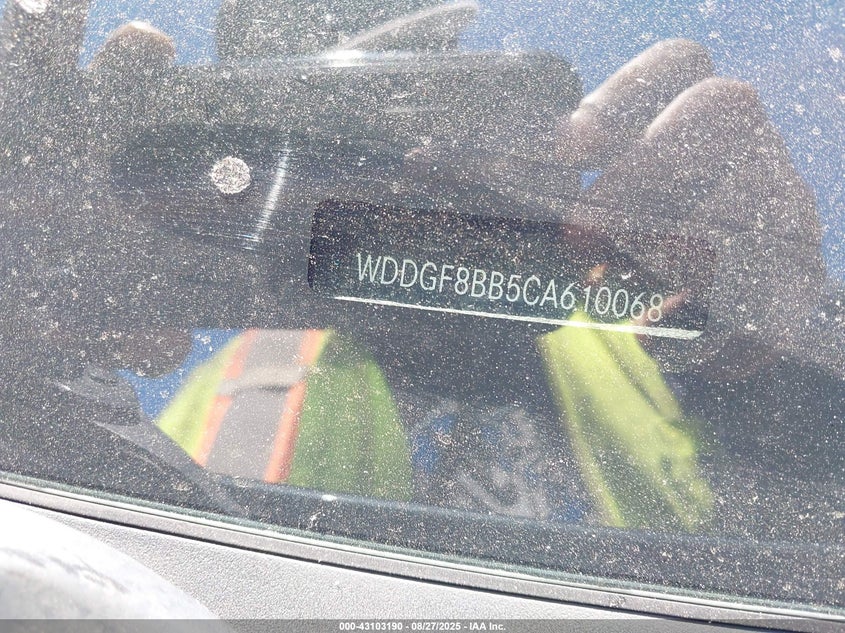 WDDGF8BB5CA610068
000-43103190 - 08/27/2025 - IAA Inc.